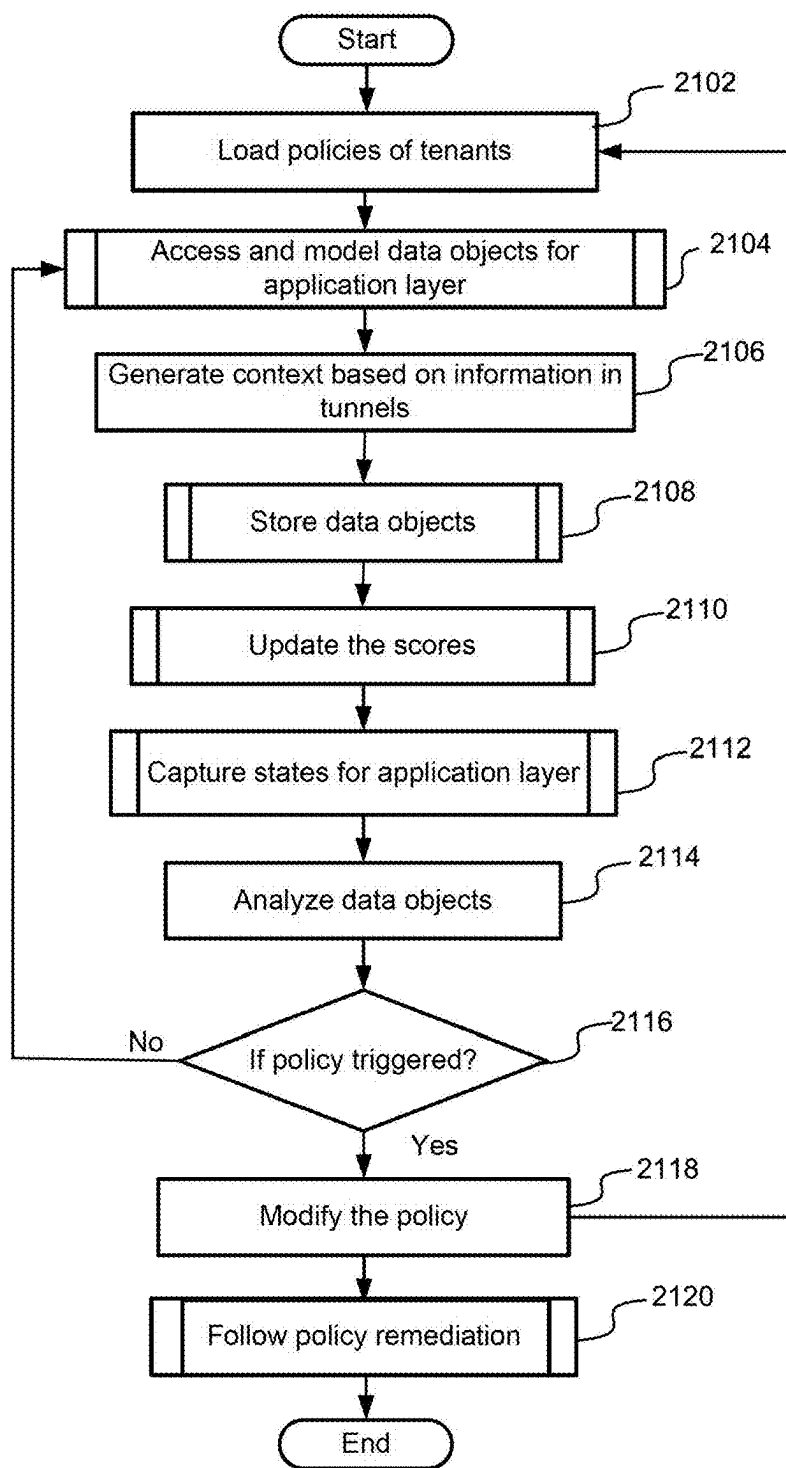 Start
2102
Load policies of tenants
Access and model data objects for
application layer
2104
Generate context based on information in
tunnels
2106
Store data objects
2108
Update the scores
2110
Capture states for application layer
2112
Analyze data objects
2114
No
If policy triggered?
2116
Yes
Modify the policy
2118
Follow policy remediation
2120
End